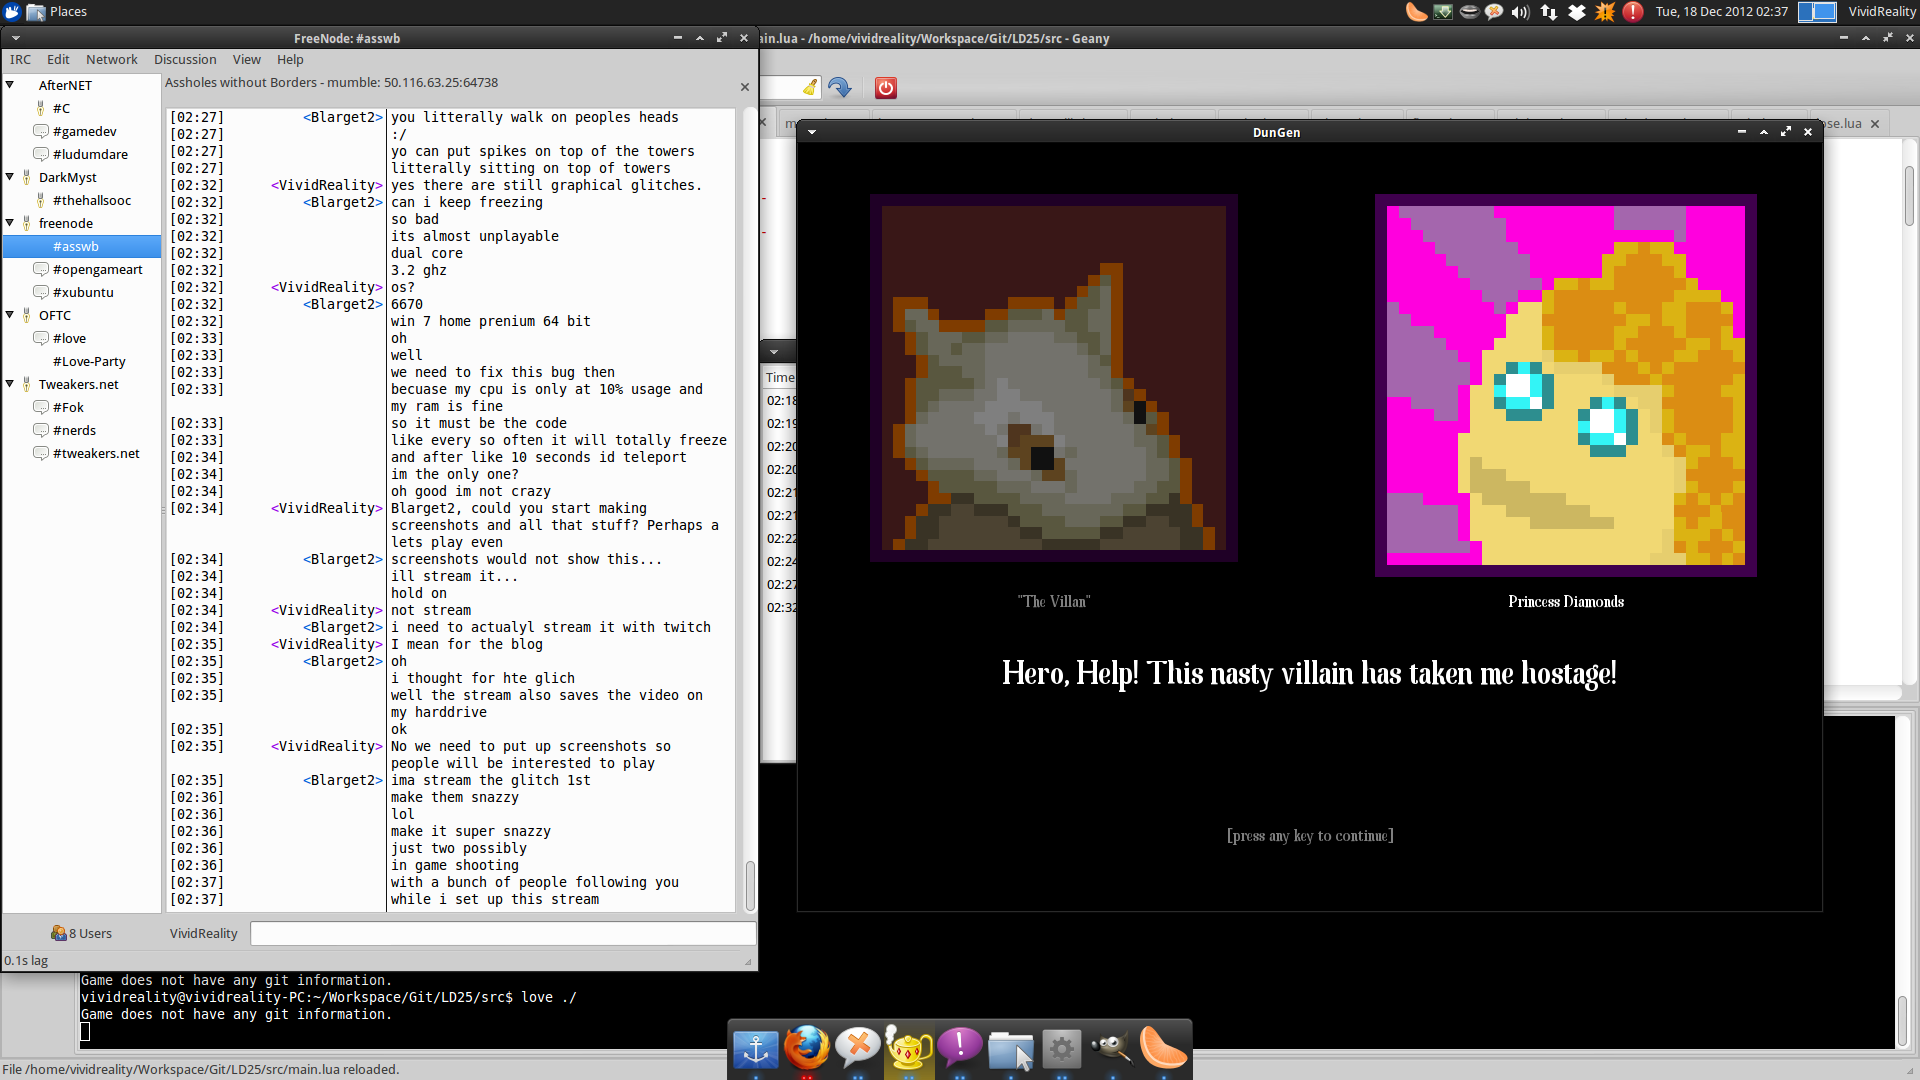 Places
Tue, 18 Dec 2012 02:37
VividReality
FreeNode: #asswb
IRC Edit Network Discussion View Help
AfterNET
#C
#gamedev
#ludumdare
DarkMyst
#thehallsooc
freenode
#asswb
#opengameart
#xubuntu
OFTC
#love
#Love-Party
Tweakers.net
#Fok
#nerds
#tweakers.net
Assholes without Borders - mumble: 50.116.63.25:64738
[02:27] <Blarget2> you litterally walk on peoples heads
[02:27] :/
[02:27] yo can put spikes on top of the towers
[02:27] litterally sitting on top of towers
[02:32] <VividReality> yes there are still graphical glitches.
[02:32] <Blarget2> can i keep freezing
[02:32] so bad
[02:32] its almost unplayable
[02:32] dual core
[02:32] 3.2 ghz
[02:32] <VividReality> os?
[02:32] <Blarget2> 6670
[02:32] win 7 home prenium 64 bit
[02:33] oh
[02:33] well
[02:33] we need to fix this bug then
[02:33] becuase my cpu is only at 10% usage and
my ram is fine
[02:33] so it must be the code
[02:33] like every so often it will totally freeze
[02:34] and after like 10 seconds id teleport
[02:34] im the only one?
[02:34] oh good im not crazy
[02:34] <VividReality> Blarget2, could you start making
screenshots and all that stuff? Perhaps a
lets play even
[02:34] <Blarget2> screenshots would not show this...
[02:34] ill stream it...
[02:34] hold on
[02:34] <VividReality> not stream
[02:34] <Blarget2> i need to actualyl stream it with twitch
[02:35] <VividReality> I mean for the blog
[02:35] <Blarget2> oh
[02:35] i thought for hte glich
[02:35] well the stream also saves the video on
my harddrive
[02:35] ok
[02:35] <VividReality> No we need to put up screenshots so
people will be interested to play
[02:35] <Blarget2> ima stream the glitch 1st
[02:36] make them snazzy
[02:36] lol
[02:36] make it super snazzy
[02:36] just two possibly
[02:36] in game shooting
[02:37] with a bunch of people following you
[02:37] while i set up this stream
8 Users
VividReality
0.1s lag
ain.lua - /home/vividreality/Workspace/Git/LD25/src - Geany
ose.lua
Time
02:18
02:19
02:20
02:20
02:21
02:21
02:22
02:24
02:27
02:32
DunGen
"The Villan"
Princess Diamonds
Hero, Help! This nasty villain has taken me hostage!
[press any key to continue]
Game does not have any git information.
vividreality@vividreality-PC:~/Workspace/Git/LD25/src$ love ./
Game does not have any git information.
File /home/vividreality/Workspace/Git/LD25/src/main.lua reloaded.